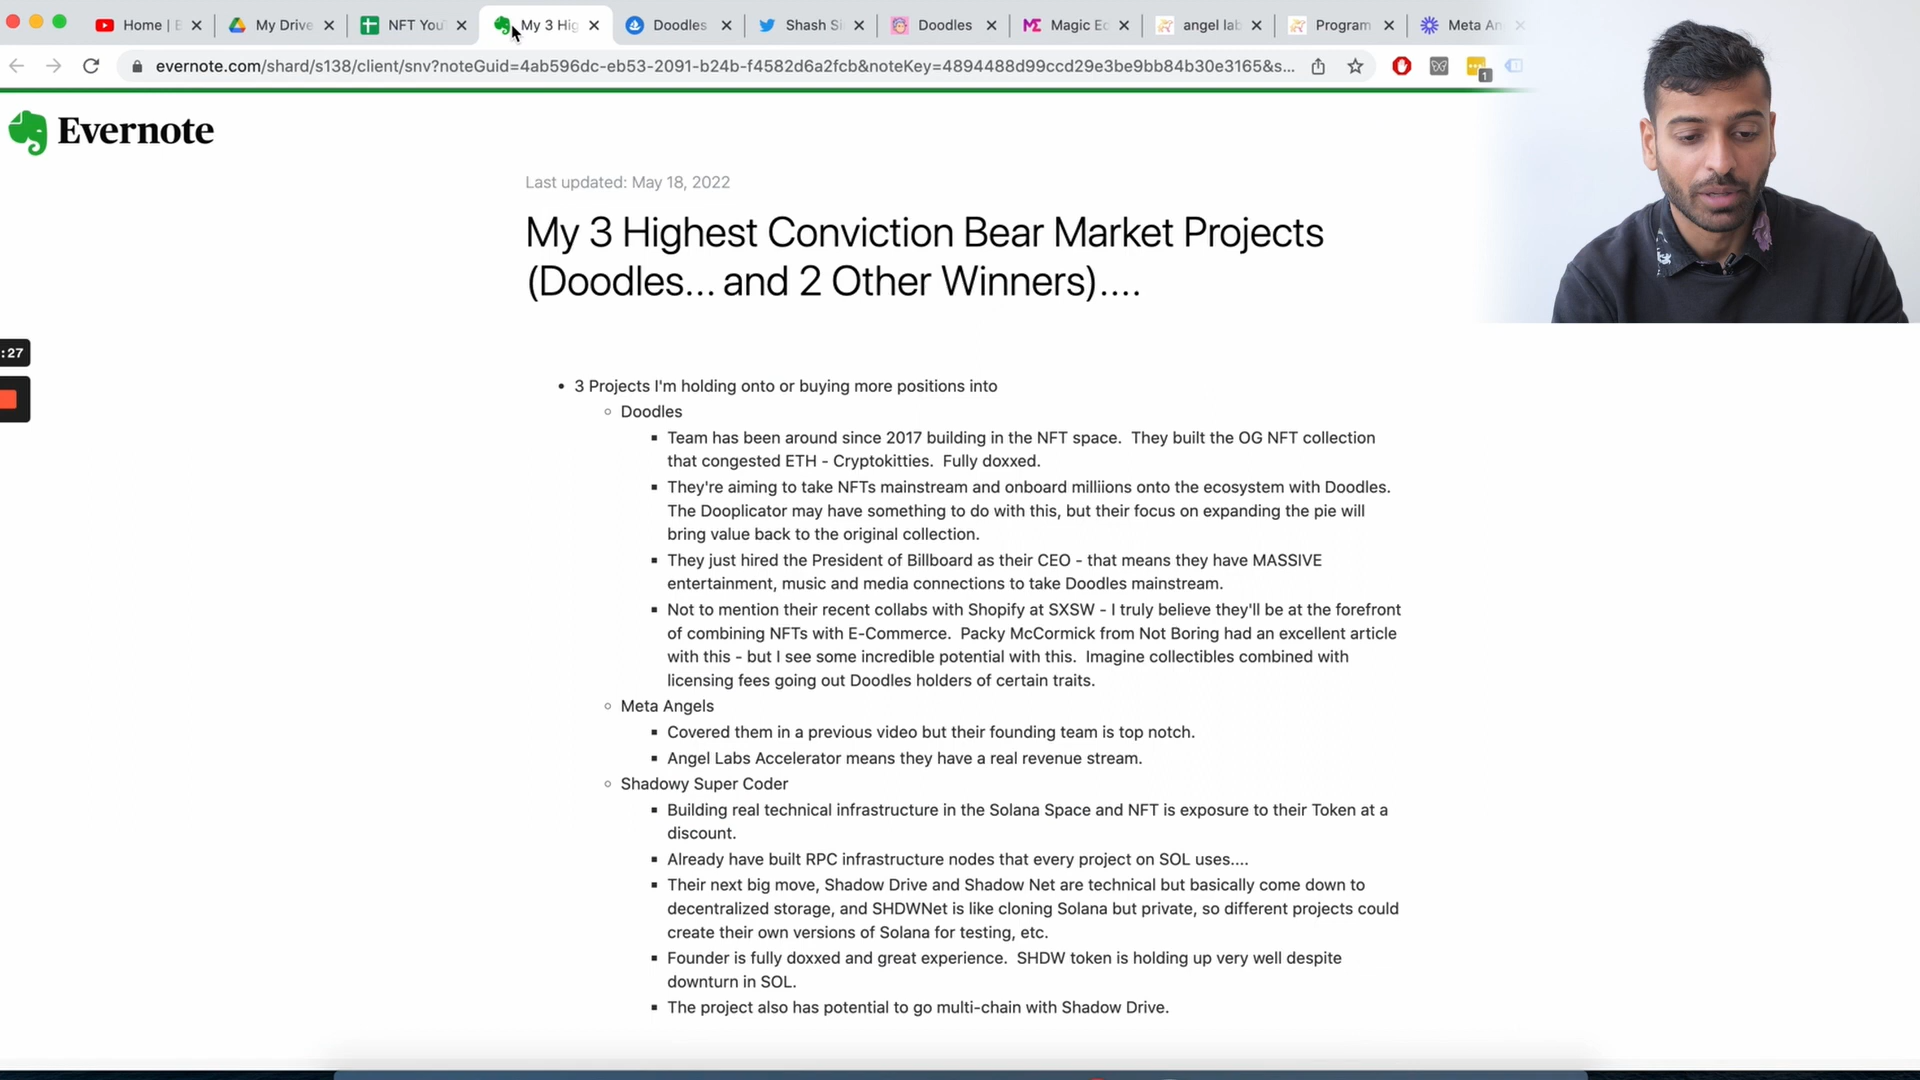 Home | E
My Drive
NFT You
My 3 Hig
Doodles
Shash Si
Doodles
Magic Ed
angel lab
Program
Meta An
evernote.com/shard/s138/client/snv?noteGuid=4ab596dc-eb53-2091-b24b-f4582d6a2fcb&noteKey=4894488d99ccd29e3be9bb84b30e3165&s...
1
Evernote
Last updated: May 18, 2022
My 3 Highest Conviction Bear Market Projects
(Doodles... and 2 Other Winners)....
:27
3 Projects I'm holding onto or buying more positions into
Doodles
Team has been around since 2017 building in the NFT space. They built the OG NFT collection
that congested ETH - Cryptokitties. Fully doxxed.
They're aiming to take NFTs mainstream and onboard milliions onto the ecosystem with Doodles.
The Dooplicator may have something to do with this, but their focus on expanding the pie will
bring value back to the original collection.
They just hired the President of Billboard as their CEO - that means they have MASSIVE
entertainment, music and media connections to take Doodles mainstream.
Not to mention their recent collabs with Shopify at SXSW - I truly believe they'll be at the forefront
of combining NFTs with E-Commerce. Packy McCormick from Not Boring had an excellent article
with this - but I see some incredible potential with this. Imagine collectibles combined with
licensing fees going out Doodles holders of certain traits.
Meta Angels
Covered them in a previous video but their founding team is top notch.
Angel Labs Accelerator means they have a real revenue stream.
Shadowy Super Coder
Building real technical infrastructure in the Solana Space and NFT is exposure to their Token at a
discount.
Already have built RPC infrastructure nodes that every project on SOL uses....
Their next big move, Shadow Drive and Shadow Net are technical but basically come down to
decentralized storage, and SHDWNet is like cloning Solana but private, so different projects could
create their own versions of Solana for testing, etc.
Founder is fully doxxed and great experience. SHDW token is holding up very well despite
downturn in SOL.
The project also has potential to go multi-chain with Shadow Drive.